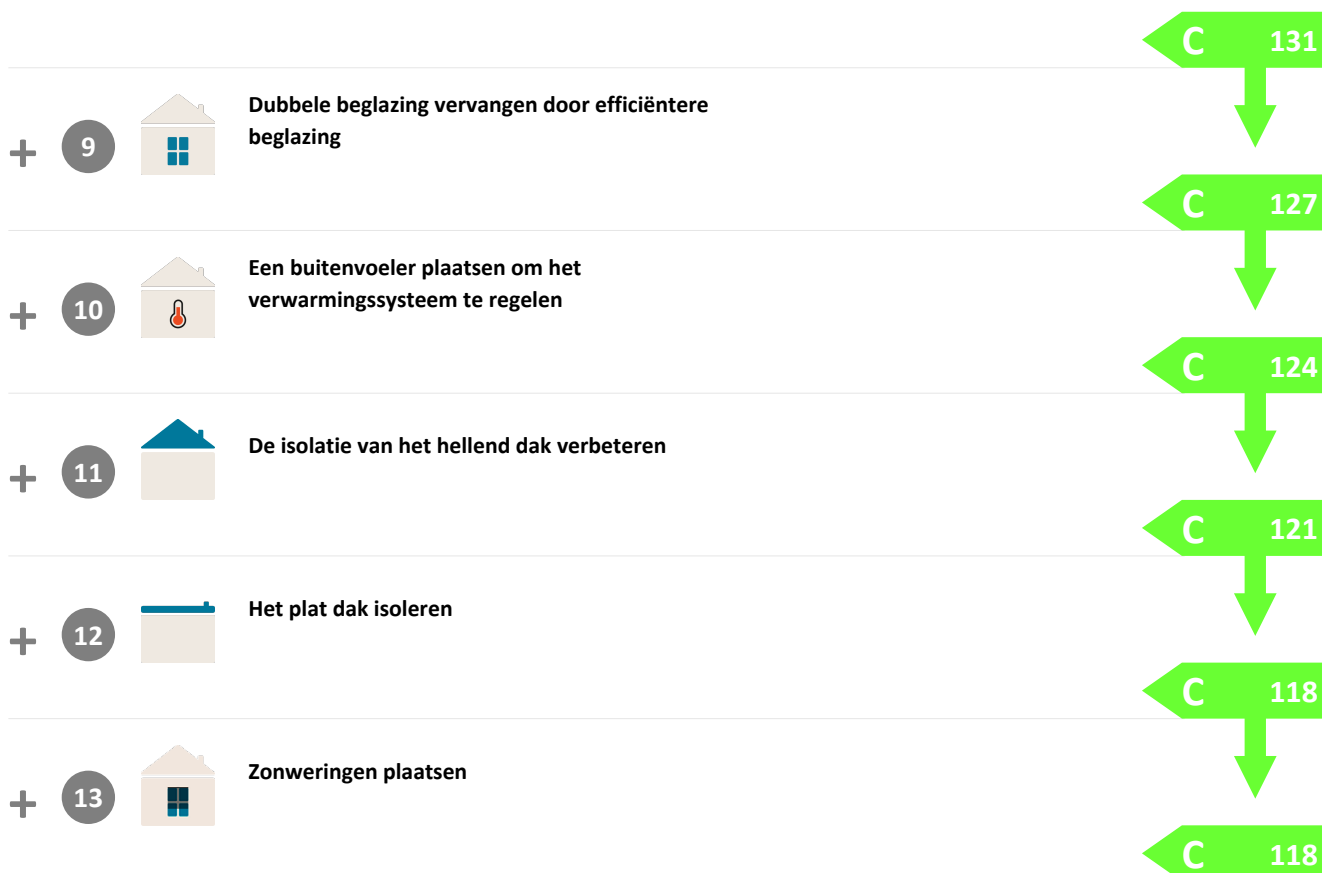 C 131
Dubbele beglazing vervangen door efficiëntere
beglazing
+ 9
C 127
Een buitenvoeler plaatsen om het
verwarmingssysteem te regelen
+ 10
C 124
De isolatie van het hellend dak verbeteren
+ 11
C 121
Het plat dak isoleren
+ 12
C 118
Zonweringen plaatsen
+ 13
C 118